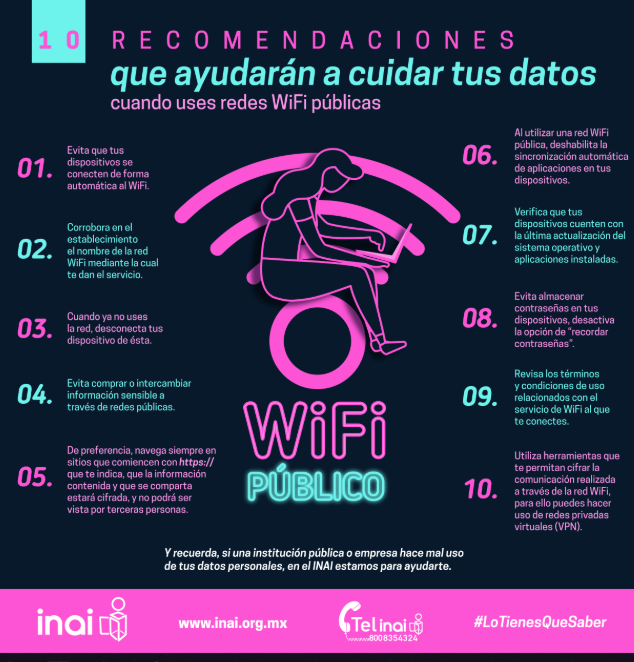 10 RECOMENDACIONES
que ayudarán a cuidar tus datos
cuando uses redes WiFi públicas
01.
Evita que tus
dispositivos se
conecten de forma
automática al WiFi.
02.
Corrobora en el
establecimiento
el nombre de la red
WiFi mediante la cual
te dan el servicio.
03.
Cuando ya no uses
la red, desconecta tus
dispositivo de ésta.
04.
Evita comprar o intercambiar
información sensible a
través de redes públicas.
05.
De preferencia, navega siempre en
sitios que comiencen con https://
que te indica, que la información
contenida y que se comparta
estará cifrada, y no podrá ser
vista por terceras personas.
06.
Al utilizar una red WiFi
pública, deshabilita la
sincronización automática
de aplicaciones en tus
dispositivos.
07.
Verifica que tus
dispositivos cuenten con
la última actualización del
sistema operativo y
aplicaciones instaladas.
08.
Evita almacenar
contraseñas en tus
dispositivos, desactiva
la opción de “recordar
contraseñas”.
09.
Revisa los términos
y condiciones de uso
relacionados con el
servicio de WiFi al que
te conectes.
10.
Utiliza herramientas que
te permitan cifrar la
comunicación realizada
a través de la red WiFi,
para ello puedes hacer
uso de redes privadas
virtuales (VPN).
WiFi
PÚBLICO
Y recuerda, si una institución pública o empresa hace mal uso
de tus datos personales, en el INAI estamos para ayudarte.
inai
www.inai.org.mx
Telinai
8008354324
#LoTienesQueSaber